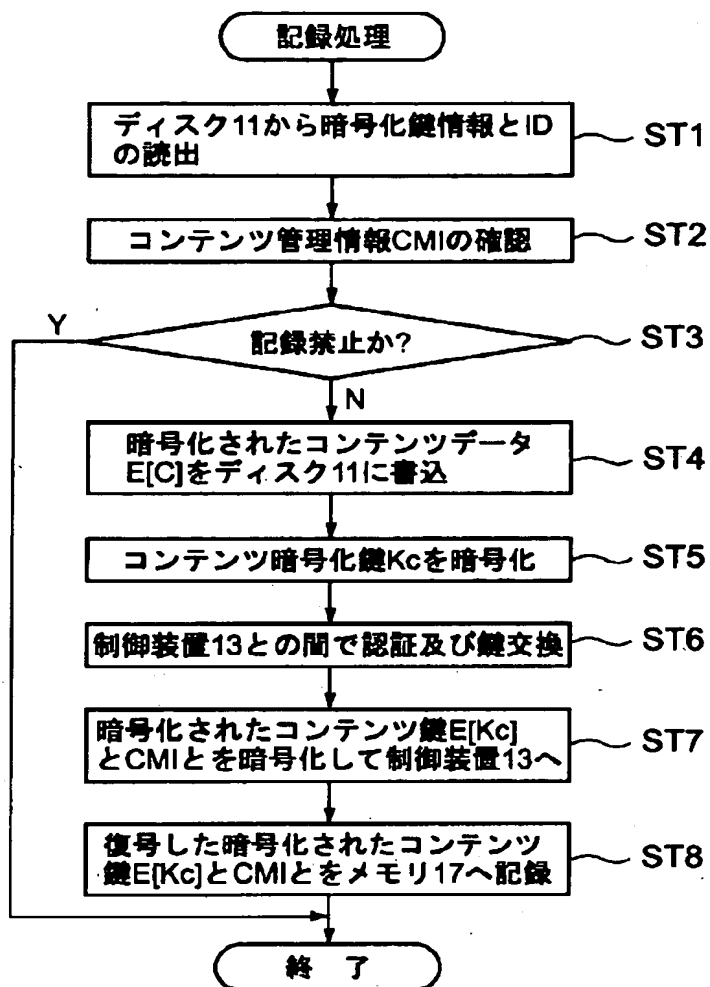 記録処理
ディスク11から暗号化鍵情報とID
の読出
ST1
コンテンツ管理情報CMIの確認
ST2
Y
記録禁止か?
ST3
N
暗号化されたコンテンツデータ
E[C]をディスク11に書込
ST4
コンテンツ暗号化鍵Kcを暗号化
ST5
制御装置13との間で認証及び鍵交換
ST6
暗号化されたコンテンツ鍵E[Kc]
とCMIとを暗号化して制御装置13へ
ST7
復号した暗号化されたコンテンツ
鍵E[Kc]とCMIとをメモリ17へ記録
ST8
終 了